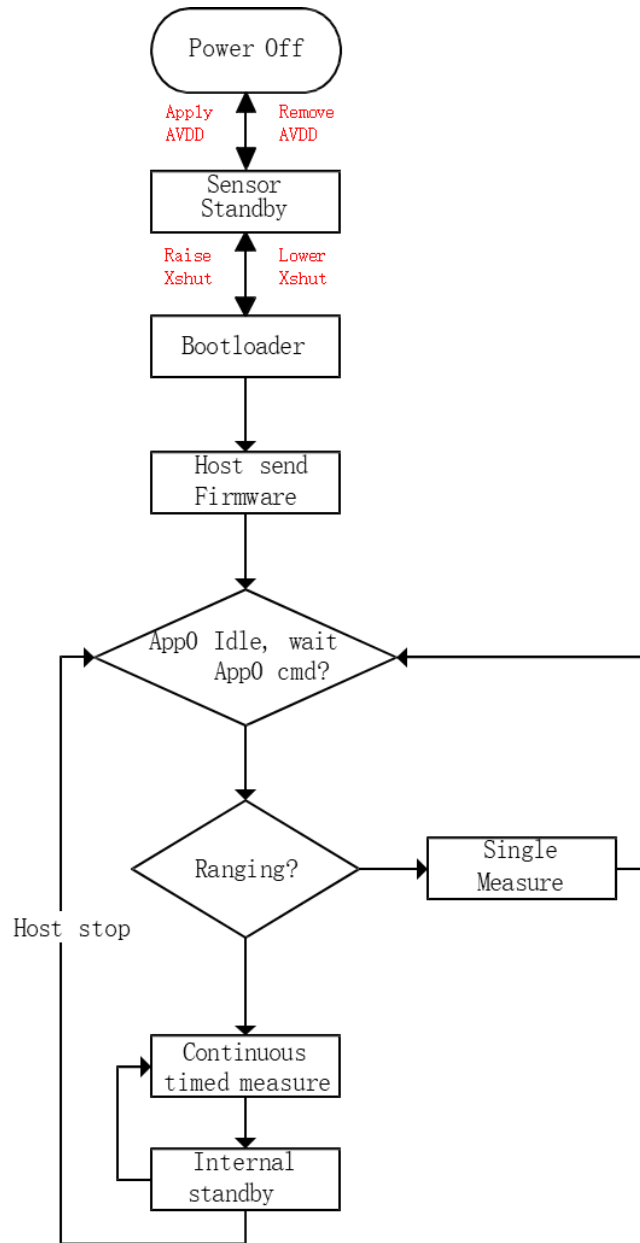 Power Off
Apply
AVDD
Remove
AVDD
Sensor
Standby
Raise
Xshut
Lower
Xshut
Bootloader
Host send
Firmware
App0 Idle, wait
App0 cmd?
Ranging?
Single
Measure
Host stop
Continuous
timed measure
Internal
standby